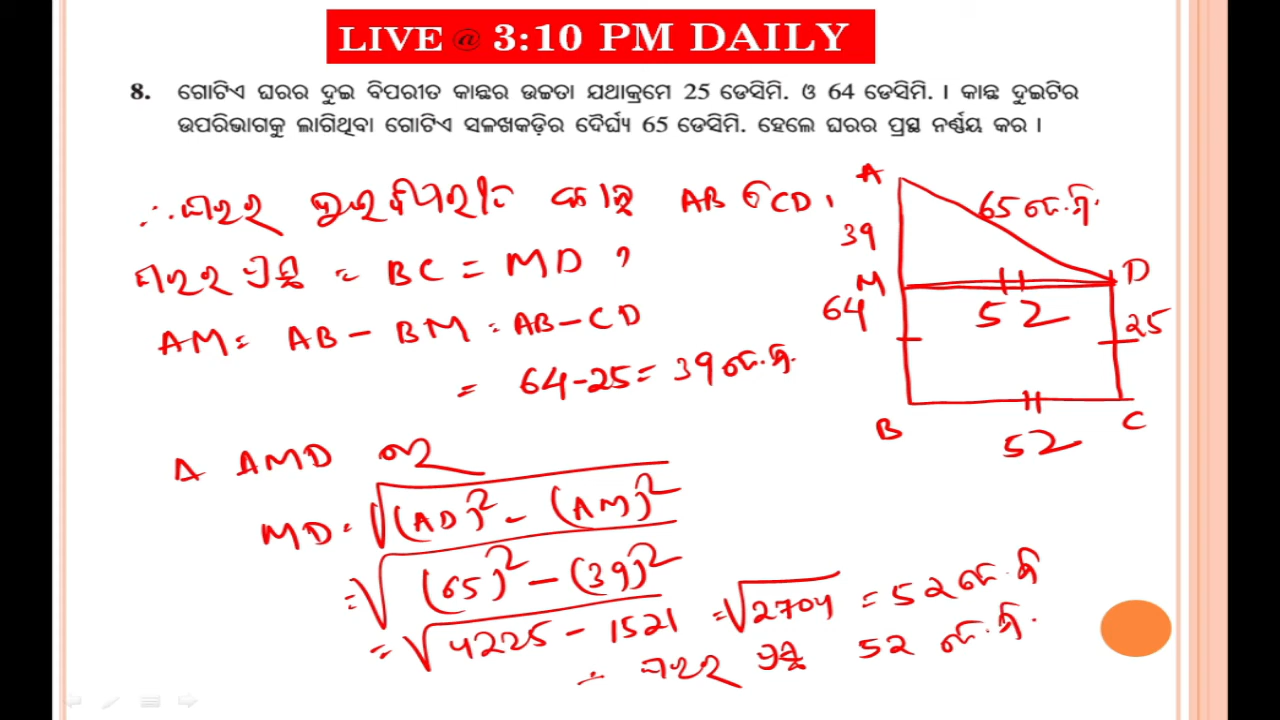 LIVE @ 3:10 PM DAILY
8. ଗୋଟିଏ ଘରର ଦୁଇ ବିପରୀତ କାନ୍ଥର ଉଚ୍ଚତା ଯଥାକ୍ରମେ 25 ଡେସିମି. ଓ 64 ଡେସିମି. । କାନ୍ଥ ଦୁଇଟିର
ଉପରିଭାଗକୁ ଲାଗିଥିବା ଗୋଟିଏ ସଳଖକଡ଼ିର ଦୈର୍ଘ୍ୟ 65 ଡେସିମି. ହେଲେ ଘରର ପ୍ରସ୍ଥ ନିର୍ଣ୍ଣୟ କର ।
∴ ଘରର ଦୁଇ ବିପରୀତ କାନ୍ଥ AB ଓ CD,
ଘରର ପ୍ରସ୍ଥ = BC = MD ?
AM = AB - BM = AB - CD
= 64 - 25 = 39 ଡେ.ମି.
Δ AMD ରେ
MD = √(AD)² - (AM)²
= √(65)² - (39)²
= √4225 - 1521 = √2704 = 52 ଡେ.ମି
∴ ଘରର ପ୍ରସ୍ଥ 52 ଡେ.ମି.
A
65 ଡେ.ମି.
39
M
D
64
52
25
B
C
52